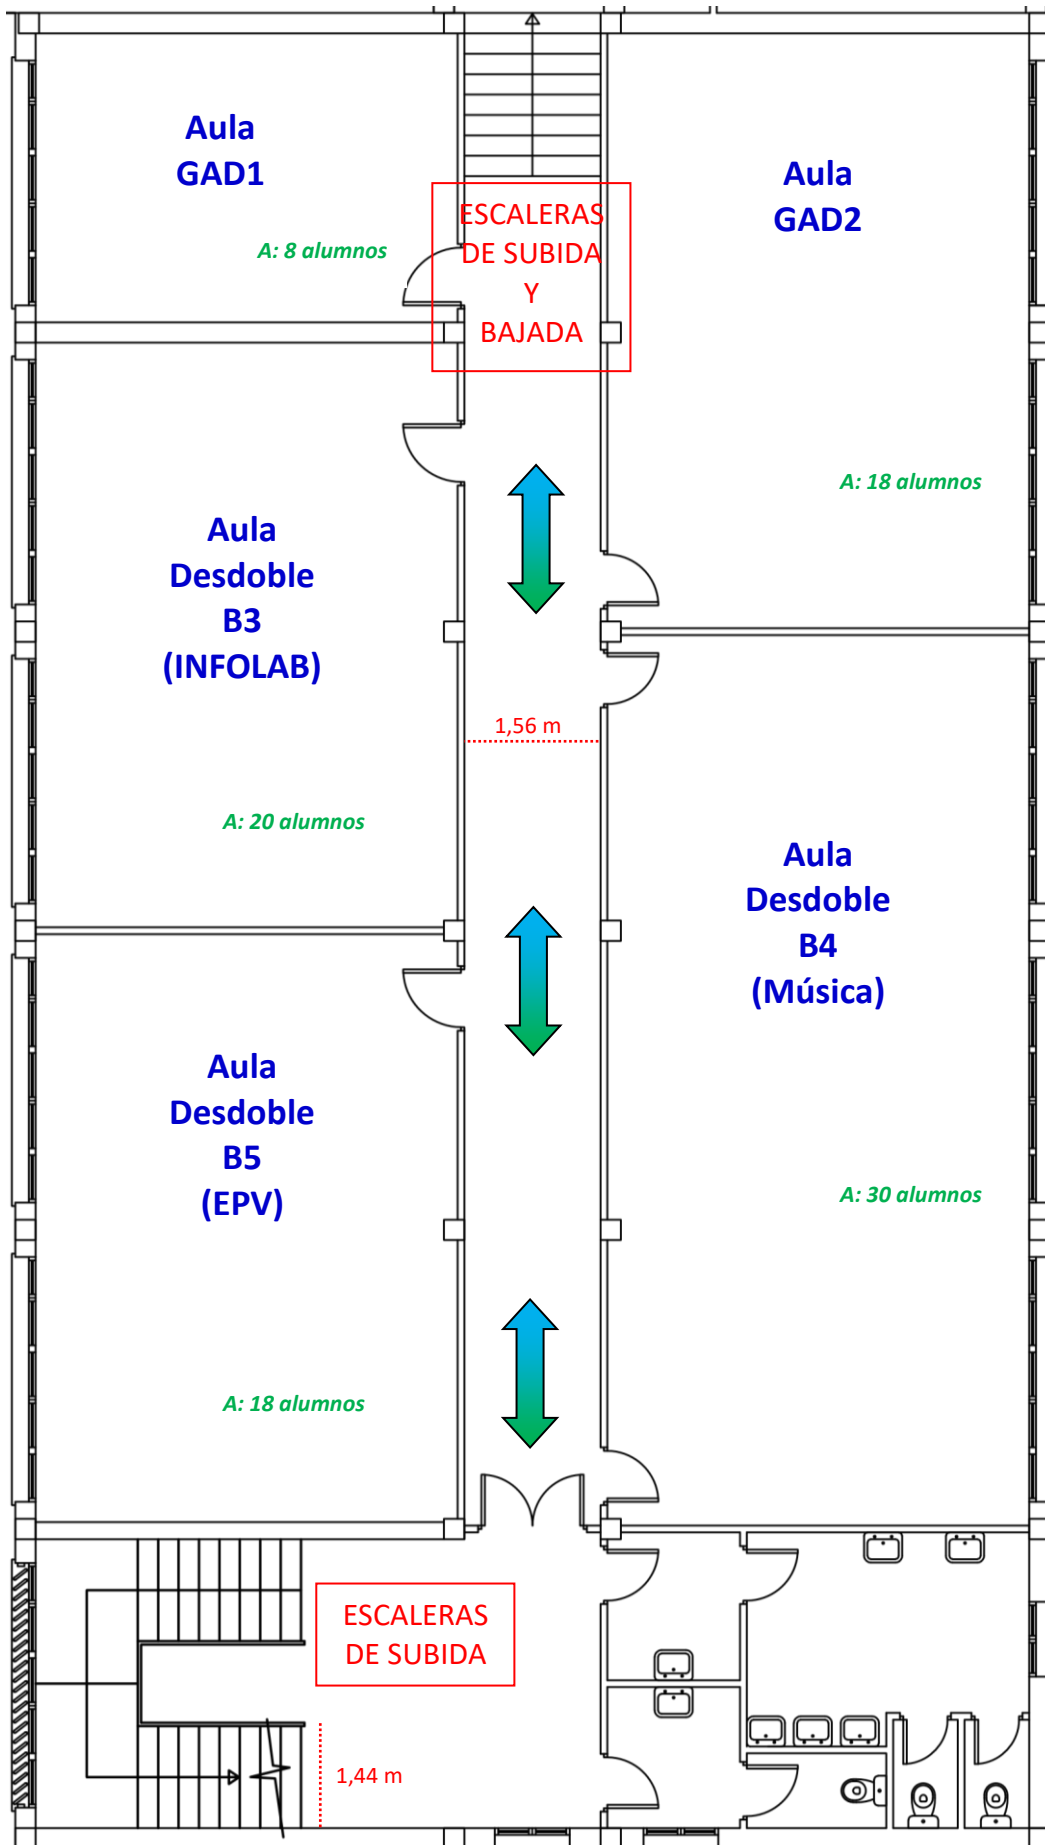 Aula
GAD1
A: 8 alumnos
ESCALERAS
DE SUBIDA
Y
BAJADA
Aula
GAD2
A: 18 alumnos
Aula
Desdoble
B3
(INFOLAB)
A: 20 alumnos
1,56 m
Aula
Desdoble
B4
(Música)
A: 30 alumnos
Aula
Desdoble
B5
(EPV)
A: 18 alumnos
ESCALERAS
DE SUBIDA
1,44 m